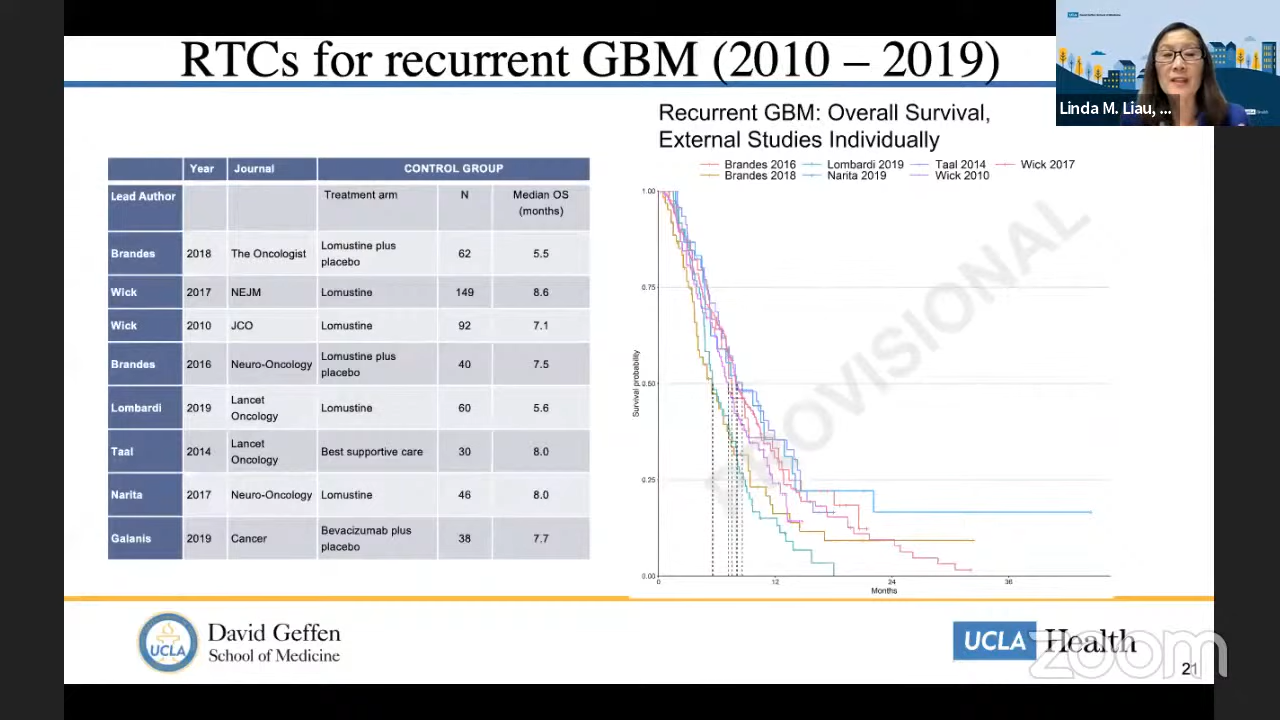 RTCs for recurrent GBM (2010 – 2019)
Linda M. Liau, ...
Recurrent GBM: Overall Survival,
External Studies Individually
Brandes 2016 Lombardi 2019 Taal 2014 Wick 2017
Brandes 2018 Narita 2019 Wick 2010
Year Journal CONTROL GROUP
Lead Author Treatment arm N Median OS
(months)
Brandes 2018 The Oncologist Lomustine plus
placebo 62 5.5
Wick 2017 NEJM Lomustine 149 8.6
Wick 2010 JCO Lomustine 92 7.1
Brandes 2016 Neuro-Oncology Lomustine plus
placebo 40 7.5
Lombardi 2019 Lancet
Oncology Lomustine 60 5.6
Taal 2014 Lancet
Oncology Best supportive care 30 8.0
Narita 2017 Neuro-Oncology Lomustine 46 8.0
Galanis 2019 Cancer Bevacizumab plus
placebo 38 7.7
1.00
0.75
0.50
0.25
0.00
Survival probability
0 12 24 36
Months
PROVISIONAL
UCLA
David Geffen
School of Medicine
UCLA Health
zoom
21